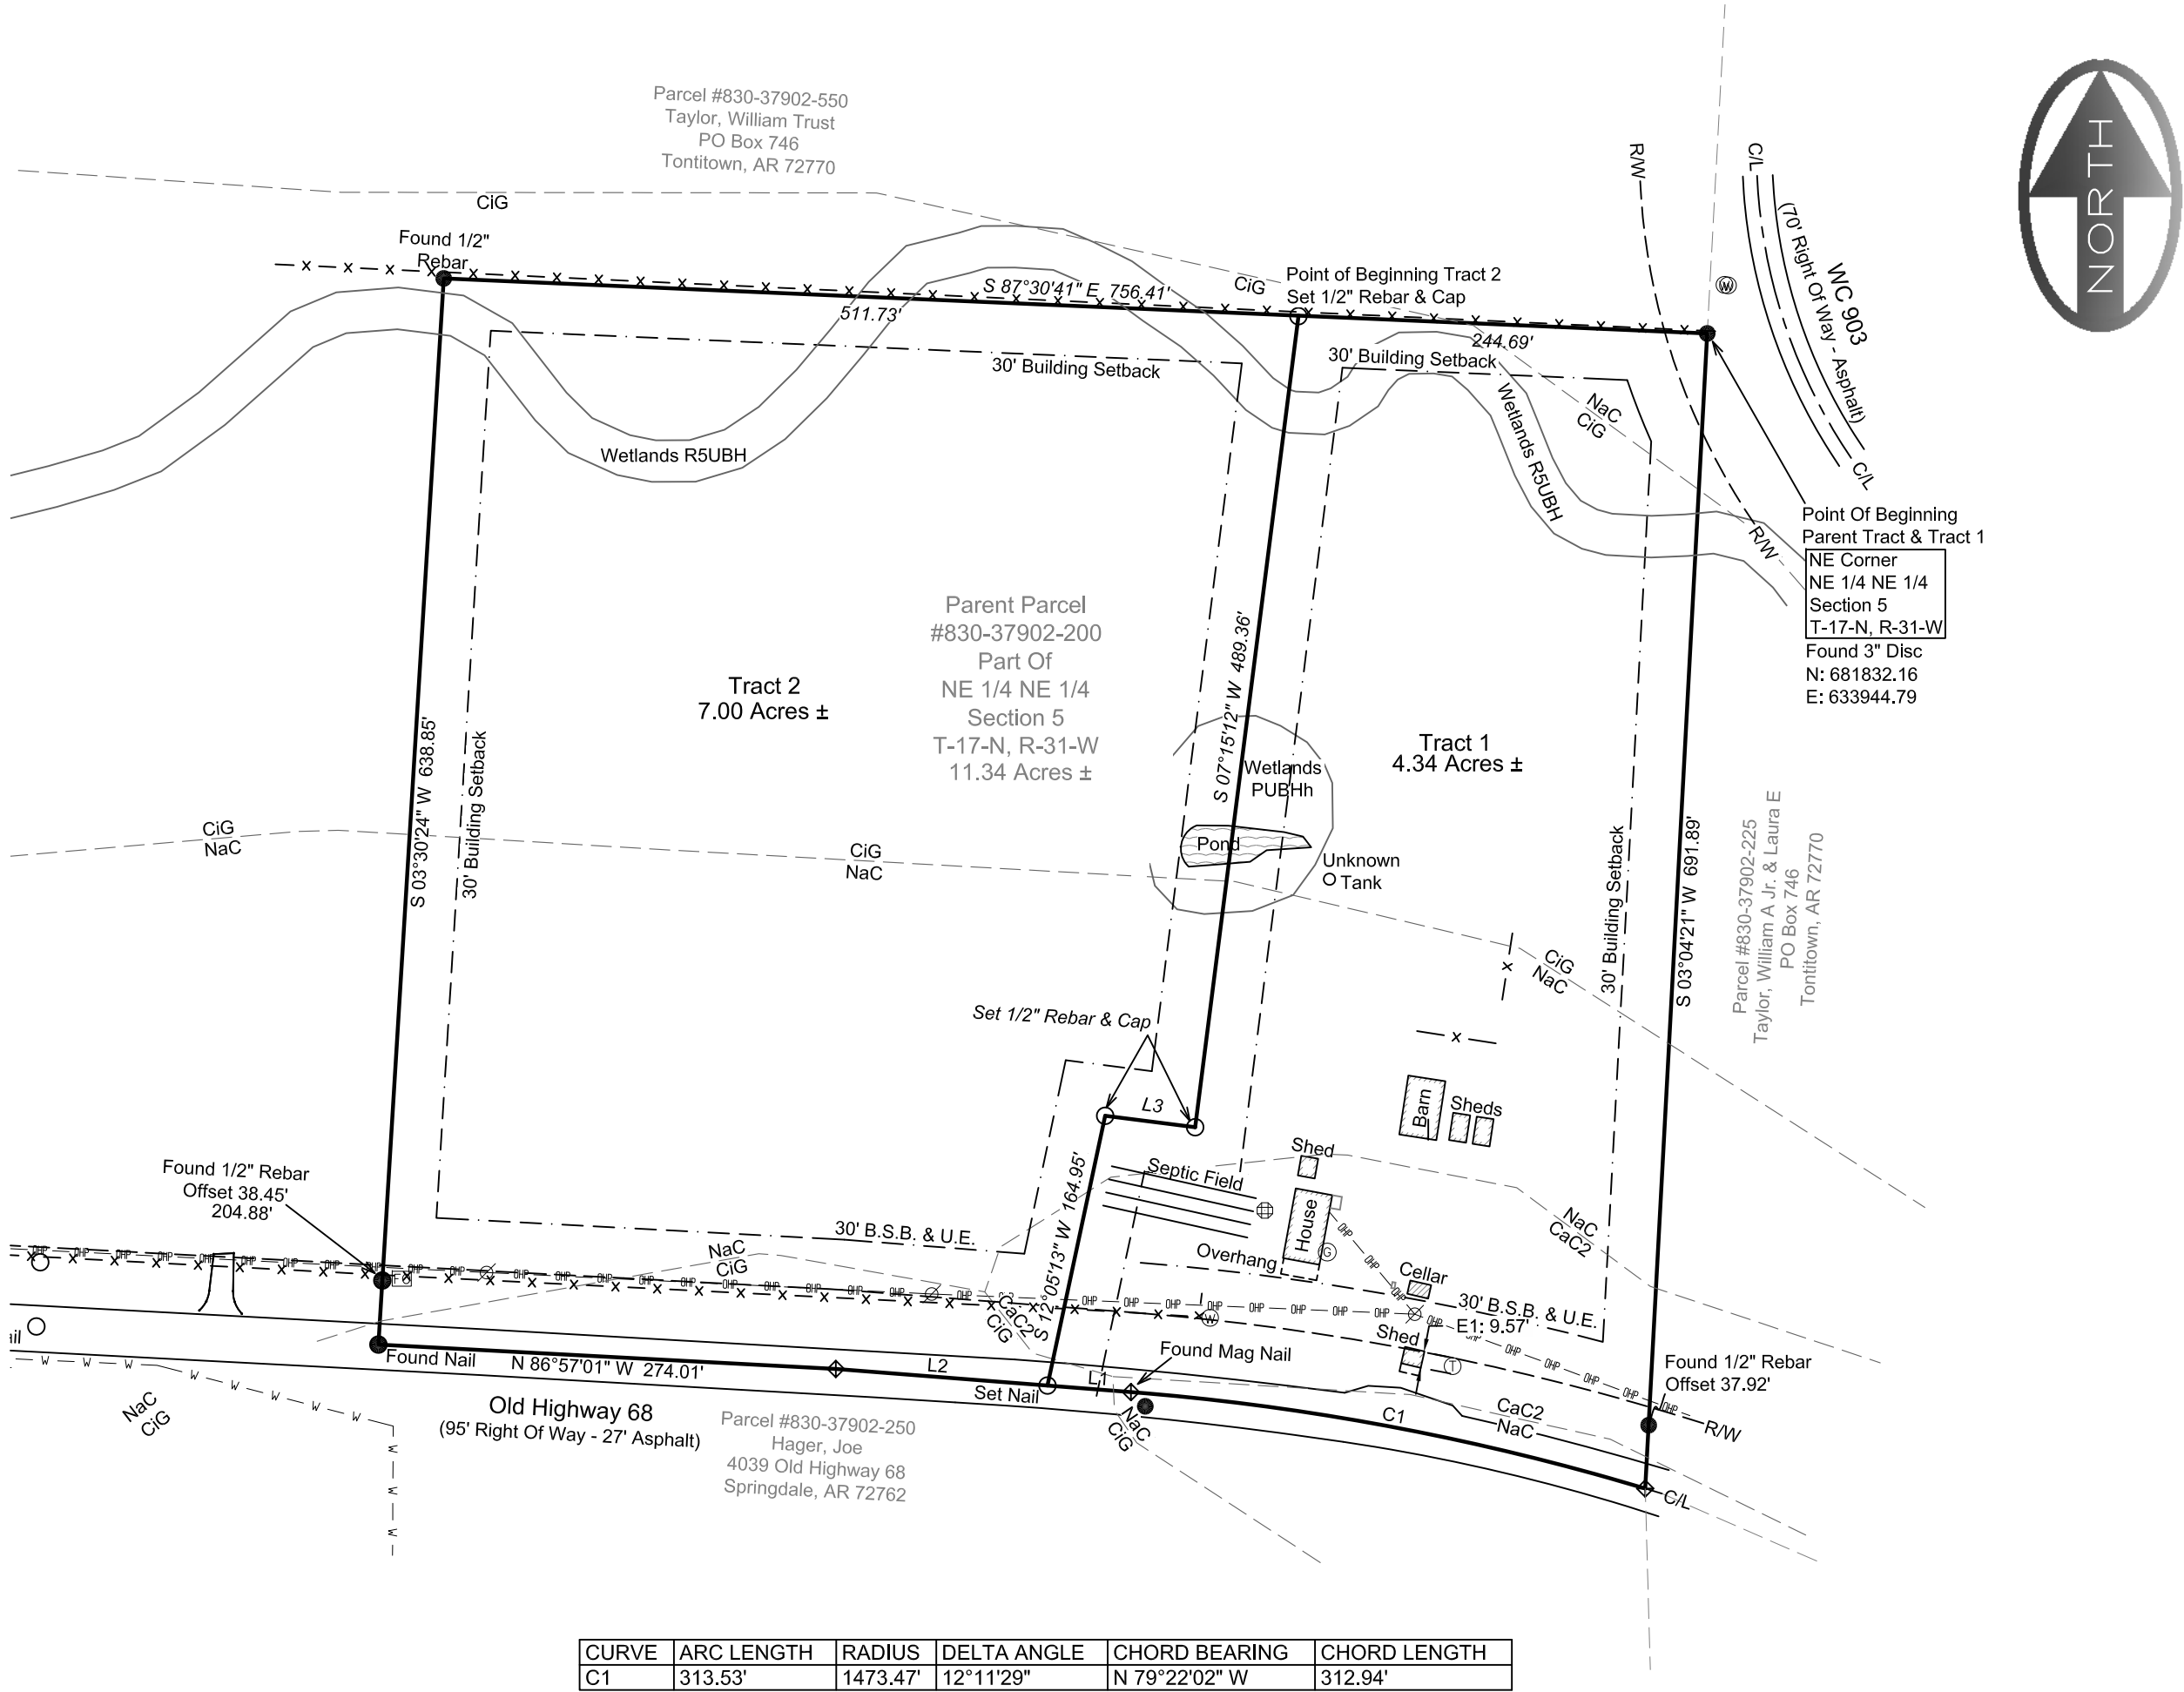 Parcel #830-37902-550
Taylor, William Trust
PO Box 746
Tontitown, AR 72770
NORTH
R/W
C/L
WC 903
(70' Right Of Way - Asphalt)
C/L
R/W
CiG
Found 1/2"
Rebar
S 87°30'41" E 756.41'
511.73'
CiG
Point of Beginning Tract 2
Set 1/2" Rebar & Cap
244.69'
W
30' Building Setback
30' Building Setback
NaC
CiG
Wetlands R5UBH
Wetlands R5UBH
Point Of Beginning
Parent Tract & Tract 1
NE Corner
NE 1/4 NE 1/4
Section 5
T-17-N, R-31-W
Found 3" Disc
N: 681832.16
E: 633944.79
Parent Parcel
#830-37902-200
Part Of
NE 1/4 NE 1/4
Section 5
T-17-N, R-31-W
11.34 Acres ±
Tract 2
7.00 Acres ±
S 07°15'12" W 489.36'
Tract 1
4.34 Acres ±
Wetlands
PUBHh
Pond
Unknown
Tank
S 03°30'24" W 638.85'
30' Building Setback
30' Building Setback
S 03°04'21" W 691.89'
Parcel #830-37902-225
Taylor, William A Jr. & Laura E
PO Box 746
Tontitown, AR 72770
CiG
NaC
CiG
NaC
CiG
NaC
Set 1/2" Rebar & Cap
L3
Barn
Sheds
Shed
Septic Field
House
G
Overhang
Cellar
NaC
CaC2
Found 1/2" Rebar
Offset 38.45'
204.88'
30' B.S.B. & U.E.
NaC
CiG
S 12°05'13" W 164.95'
CaC2
CiG
OHP
W
30' B.S.B. & U.E.
E1: 9.57'
Shed
T
Found Mag Nail
Found 1/2" Rebar
Offset 37.92'
Found Nail
N 86°57'01" W 274.01'
L2
L1
Set Nail
C1
CaC2
NaC
R/W
C/L
NaC
CiG
NaC
CiG
Old Highway 68
(95' Right Of Way - 27' Asphalt)
Parcel #830-37902-250
Hager, Joe
4039 Old Highway 68
Springdale, AR 72762
CURVE ARC LENGTH RADIUS DELTA ANGLE CHORD BEARING CHORD LENGTH
C1 313.53' 1473.47' 12°11'29" N 79°22'02" W 312.94'